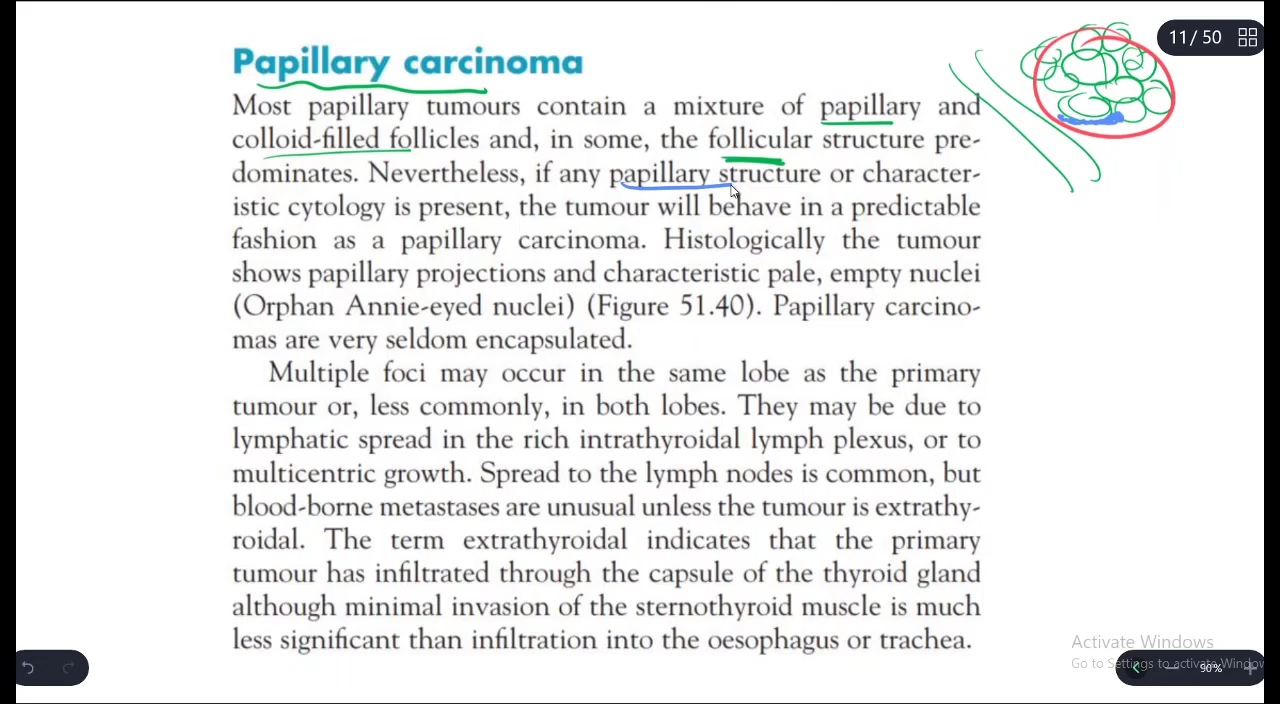 Papillary carcinoma
11 / 50
Most papillary tumours contain a mixture of papillary and
colloid-filled follicles and, in some, the follicular structure pre-
dominates. Nevertheless, if any papillary structure or character-
istic cytology is present, the tumour will behave in a predictable
fashion as a papillary carcinoma. Histologically the tumour
shows papillary projections and characteristic pale, empty nuclei
(Orphan Annie-eyed nuclei) (Figure 51.40). Papillary carcino-
mas are very seldom encapsulated.
Multiple foci may occur in the same lobe as the primary
tumour or, less commonly, in both lobes. They may be due to
lymphatic spread in the rich intrathyroidal lymph plexus, or to
multicentric growth. Spread to the lymph nodes is common, but
blood-borne metastases are unusual unless the tumour is extrathy-
roidal. The term extrathyroidal indicates that the primary
tumour has infiltrated through the capsule of the thyroid gland
although minimal invasion of the sternothyroid muscle is much
less significant than infiltration into the oesophagus or trachea.
Activate Windows
Go to Settings to activate Window
90%